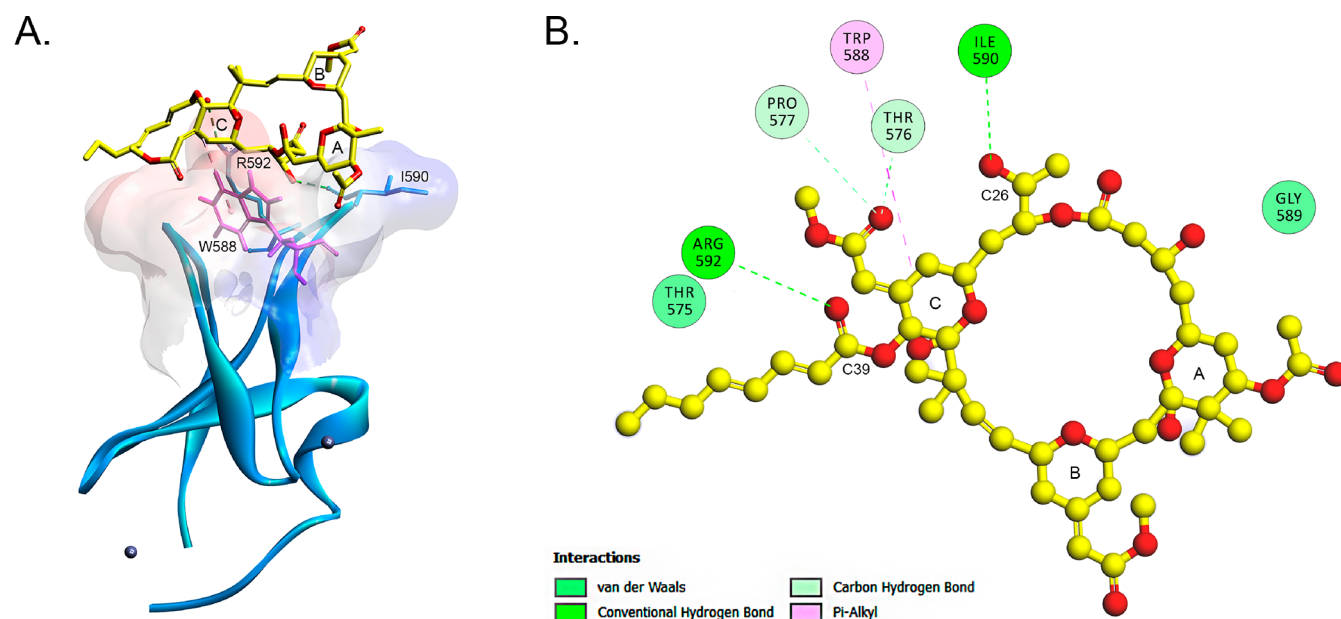 A.
B
C
R592
A
I590
W588
B.
TRP
588
ILE
590
PRO
577
THR
576
GLY
589
C26
ARG
592
THR
575
C
C39
A
B
Interactions
van der Waals
Carbon Hydrogen Bond
Conventional Hydrogen Bond
Pi-Alkyl